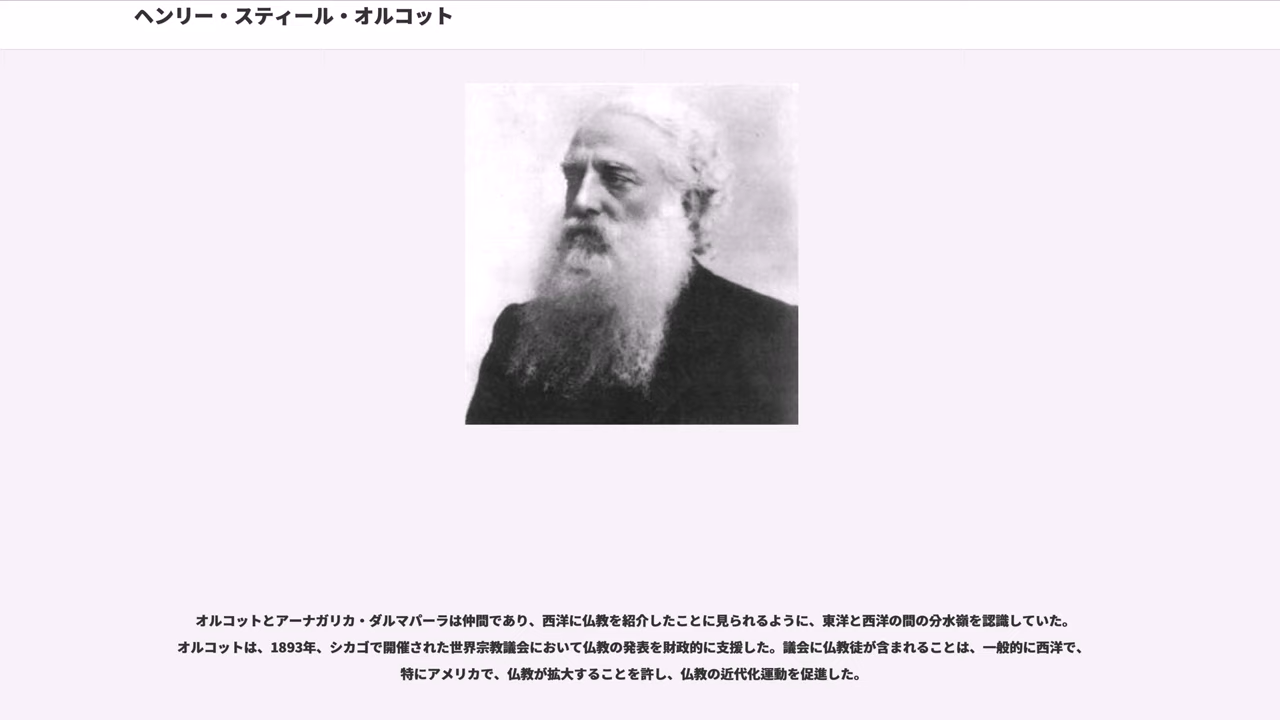 ヘンリー・スティール・オルコット
オルコットとアーナガリカ・ダルマパーラは仲間であり、西洋に仏教を紹介したことに見られるように、東洋と西洋の間の分水嶺を認識していた。
オルコットは、1893年、シカゴで開催された世界宗教議会において仏教の発表を財政的に支援した。議会に仏教徒が含まれることは、一般的に西洋で、
特にアメリカで、仏教が拡大することを許し、仏教の近代化運動を促進した。